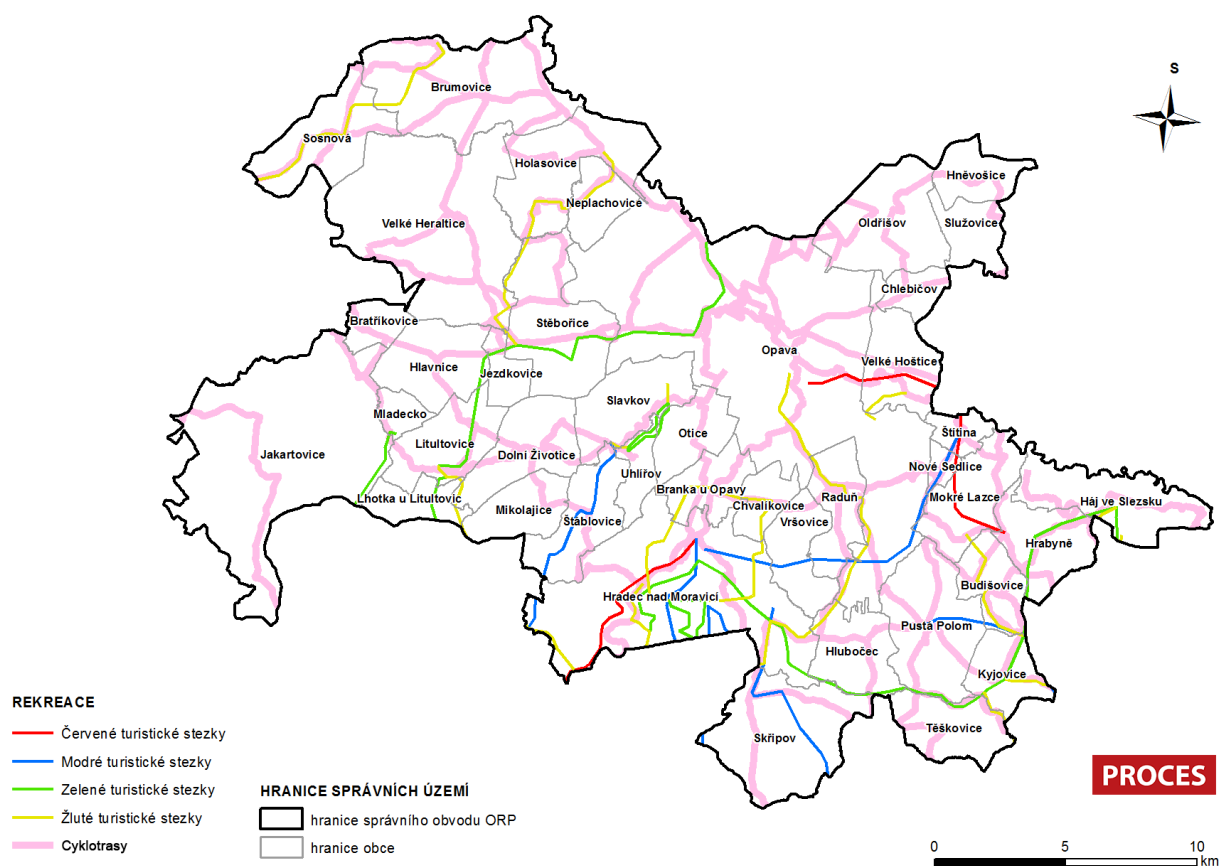 S
Brumovice
Sosnová
Holasovice
Hněvošice
Neplachovice
Velké Heraltice
Oldřišov
Služovice
Chlebičov
Bratříkovice
Stěbořice
Opava
Velké Hoštice
Hlavnice
Jezdkovice
Slavkov
Mladecko
Otice
Štítina
Litultovice
Jakartovice
Dolní Životice
Nové Sedlice
Uhlířov
Branka u Opavy
Raduň
Mokré Lazce
Háj ve Slezsku
Lhotka u Litultovic
Chvalíkovice
Mikolajice
Štáblovice
Vršovice
Hrabyně
Budišovice
Hradec nad Moravicí
Pustá Polom
Hlubočec
Kyjovice
Těškovice
Skřipov
REKREACE
Červené turistické stezky
Modré turistické stezky
Zelené turistické stezky
Žluté turistické stezky
Cyklotrasy
HRANICE SPRÁVNÍCH ÚZEMÍ
hranice správního obvodu ORP
hranice obce
PROCES
0 5 10
km